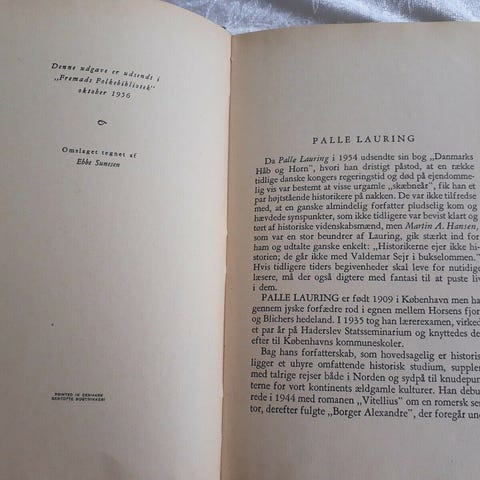 Denne udgave er udsendt i
„Fremads Folkebibliotek"
oktober 1956
Omslaget tegnet af
Ebbe Sunesen
PRINTED IN DENMARK
GENTOFTE BOGTRYKKERI
PALLE LAURING
Da Palle Lauring i 1954 udsendte sin bog „Danmarks
Håb og Horn", hvori han dristigt påstod, at en række
tidlige danske kongers regeringstid og død på ejendomme-
lig vis var bestemt at visse urgamle „skæbneår", fik han et
par højtstående historikere på nakken. De var ikke tilfredse
med, at en ganske almindelig forfatter pludselig kom og
hævdede synspunkter, som ikke tidligere var bevist klart og
tørt af historiske videnskabsmænd, men Martin A. Hansen,
som var en stor beundrer af Lauring, gik stærkt ind for
ham og udtalte ganske enkelt: „Historikerne ejer ikke hi-
storien; de går ikke med Valdemar Sejr i bukselommen."
Hvis tidligere tiders begivenheder skal leve for nutidige
læsere, må der også digtes med fantasi til at puste liv
i dem.
PALLE LAURING er født 1909 i København men ha
gennem jyske forfædre rod i egnen mellem Horsens fjor
og Blichers hedeland. I 1935 tog han lærerexamen, virked
et par år på Haderslev Statsseminarium og knyttedes de
efter til Københavns kommuneskoler.
Bag hans forfatterskab, som hovedsagelig er historis
ligger et uhyre omfattende historisk studium, supple
med talrige rejser både i Norden og sydpå til knudepun
terne for vort kontinents ældgamle kulturer. Han debu
rede i 1944 med romanen "Vitellius" om en romersk se
tor, derefter fulgte „Borger Alexandre", der foregår un